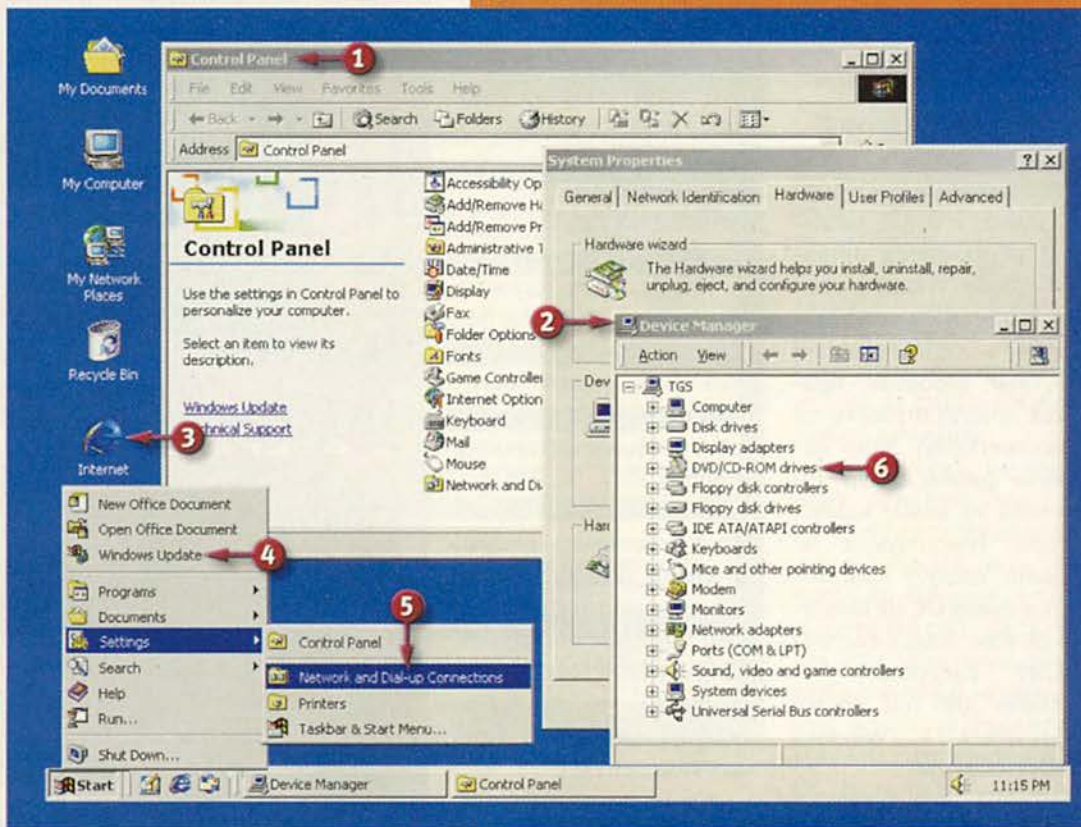 My Documents
My Computer
My Network
Places
Recycle Bin
Internet
Control Panel
1
File Edit View Favorites Tools Help
Back
Search Folders History
Address Control Panel
Control Panel
Use the settings in Control Panel to
personalize your computer.
Select an item to view its
description.
Windows Update
Technical Support
Accessibility Op
Add/Remove Ha
Add/Remove Pr
Administrative T
Date/Time
Display
Fax
Folder Options
Fonts
Game Controlle
Internet Option
Keyboard
Mail
Mouse
Network and Di
System Properties
General Network Identification Hardware User Profiles Advanced
Hardware wizard
The Hardware wizard helps you install, uninstall, repair,
unplug, eject, and configure your hardware.
Dev
Har
2
Device Manager
Action View
TGS
Computer
Disk drives
Display adapters
DVD/CD-ROM drives
6
Floppy disk controllers
Floppy disk drives
IDE ATA/ATAPI controllers
Keyboards
Mice and other pointing devices
Modem
Monitors
Network adapters
Ports (COM & LPT)
Sound, video and game controllers
System devices
Universal Serial Bus controllers
3
New Office Document
Open Office Document
Windows Update
4
Programs
Documents
Settings
Search
Help
Run...
Shut Down...
5
Control Panel
Network and Dial-up Connections
Printers
Taskbar & Start Menu...
Start
Device Manager
Control Panel
11:15 PM